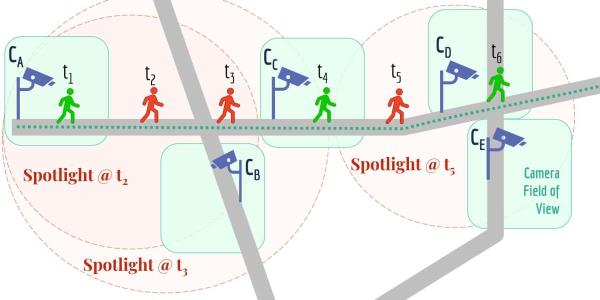 C_A
t_1
t_2
t_3
C_C
t_4
t_5
C_D
t_6
C_E
C_B
Spotlight @ t_2
Spotlight @ t_5
Camera
Field of
View
Spotlight @ t_3